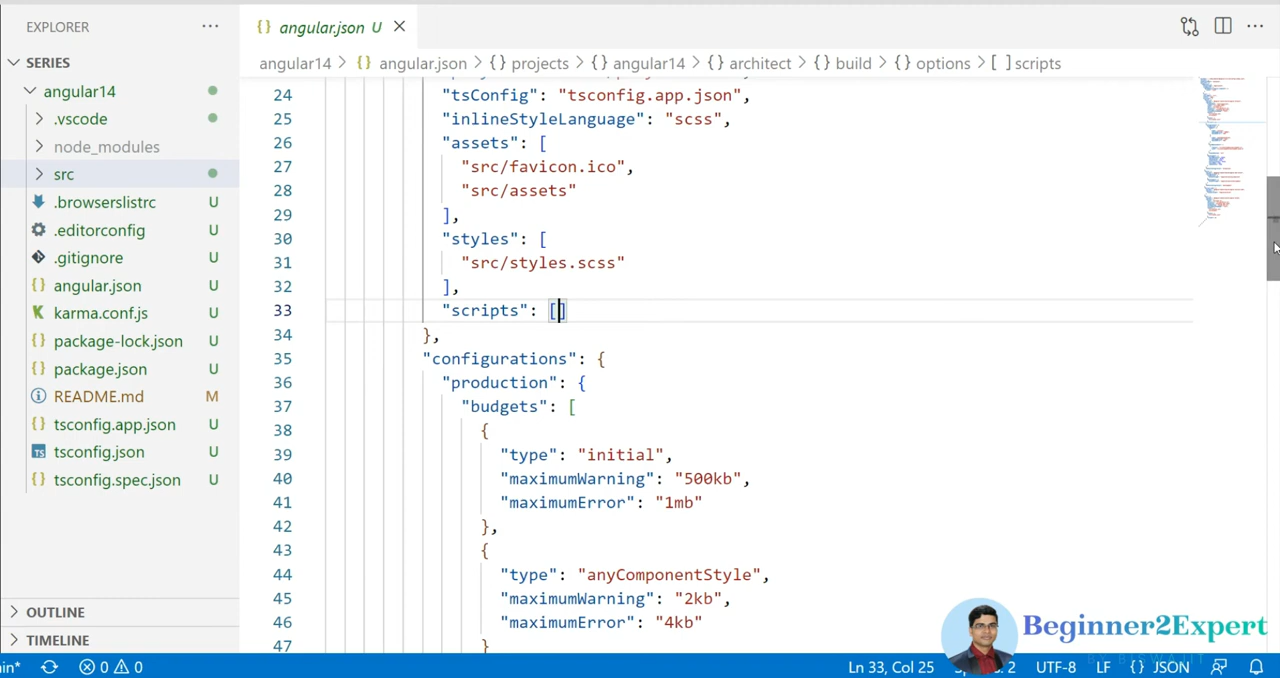 EXPLORER
SERIES
angular14
.vscode
node_modules
src
.browserslistrc U
.editorconfig U
.gitignore U
angular.json U
karma.conf.js U
package-lock.json U
package.json U
README.md M
tsconfig.app.json U
tsconfig.json U
tsconfig.spec.json U
OUTLINE
TIMELINE
{} angular.json U
angular14 > {} angular.json > {} projects > {} angular14 > {} architect > {} build > {} options > [ ] scripts
24 "tsConfig": "tsconfig.app.json",
25 "inlineStyleLanguage": "scss",
26 "assets": [
27 "src/favicon.ico",
28 "src/assets"
29 ],
30 "styles": [
31 "src/styles.scss"
32 ],
33 "scripts": []
34 },
35 "configurations": {
36 "production": {
37 "budgets": [
38 {
39 "type": "initial",
40 "maximumWarning": "500kb",
41 "maximumError": "1mb"
42 },
43 {
44 "type": "anyComponentStyle",
45 "maximumWarning": "2kb",
46 "maximumError": "4kb"
47 }
Beginner2Expert
BY BISWAJIT
in* 0 0 Ln 33, Col 25 2 UTF-8 LF {} JSON